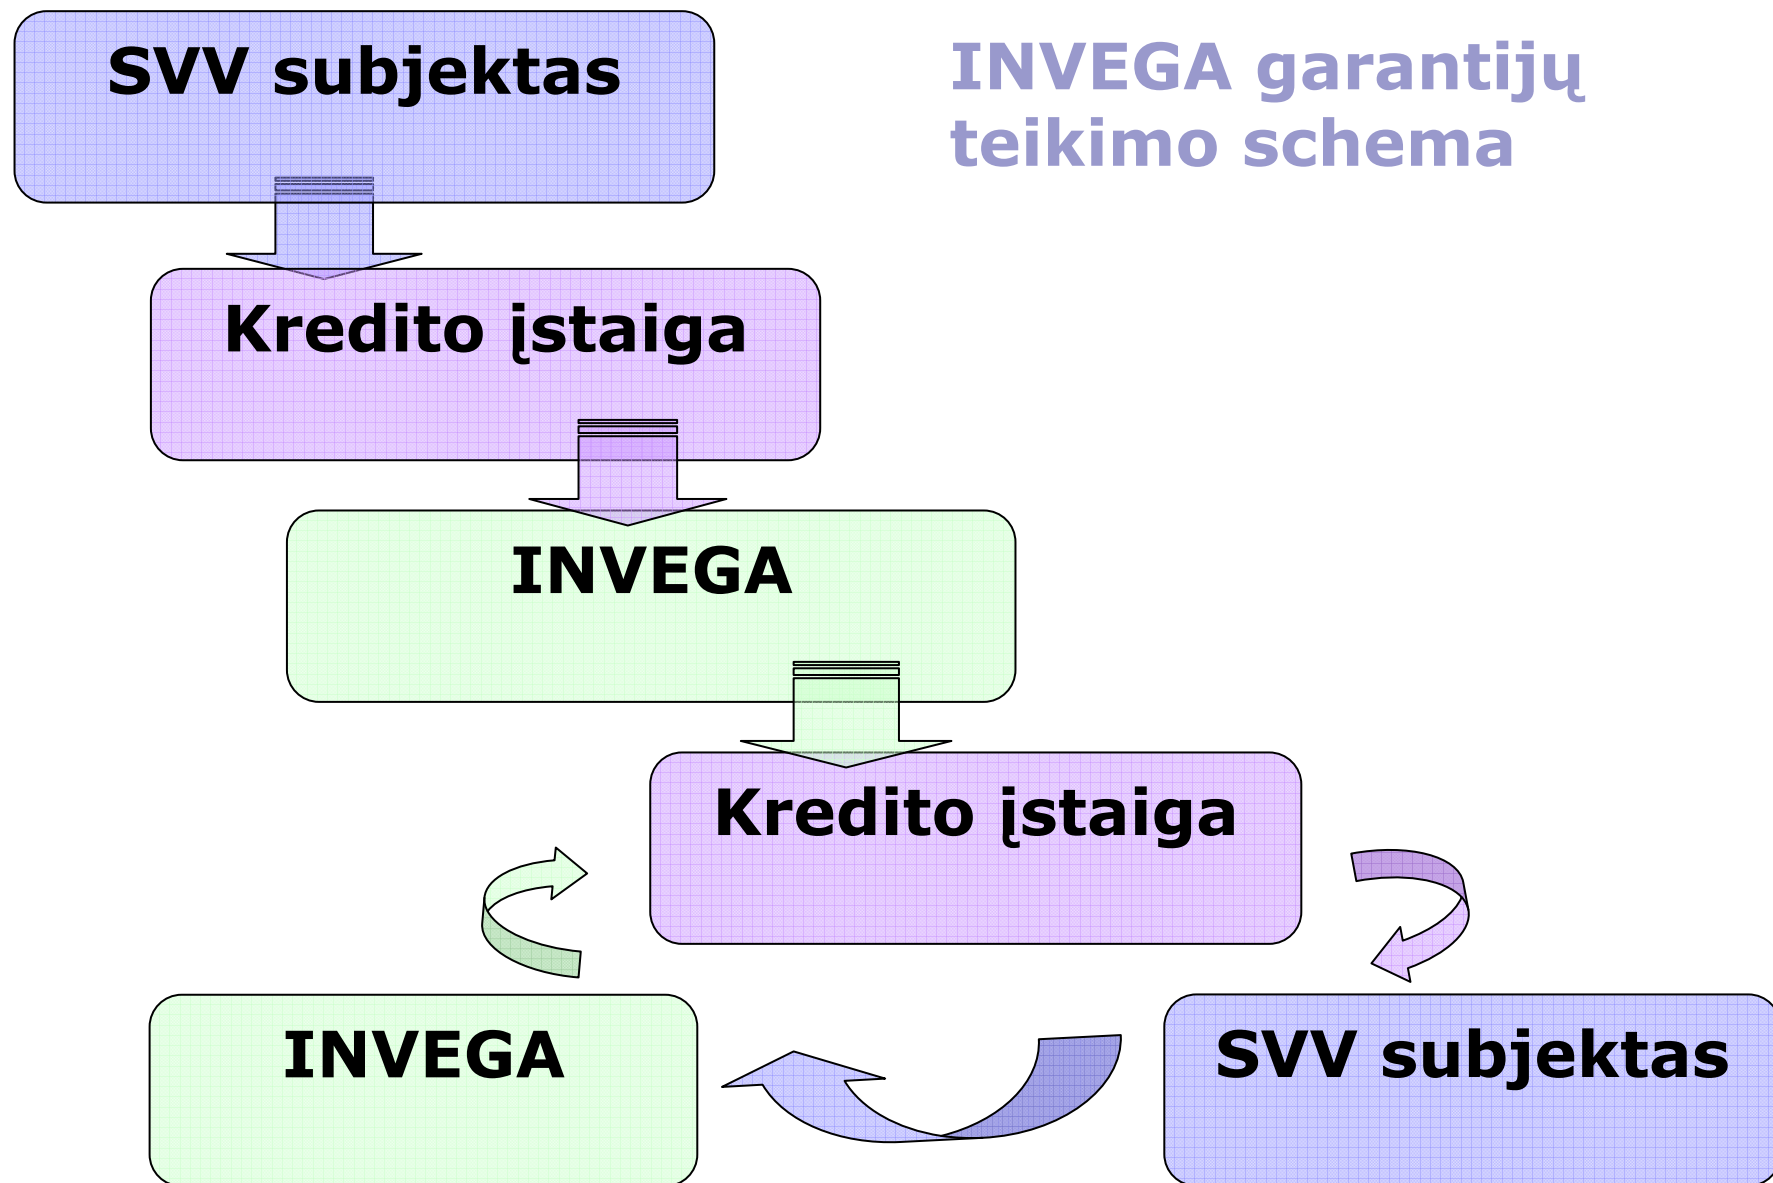 SVV subjektas
INVEGA garantijų
teikimo schema
Kredito įstaiga
INVEGA
Kredito įstaiga
INVEGA
SVV subjektas